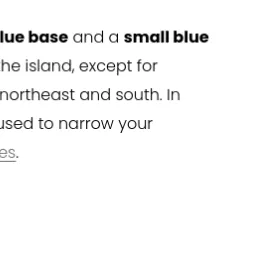 lue base and a small blue
he island, except for
northeast and south. In
used to narrow your
es.